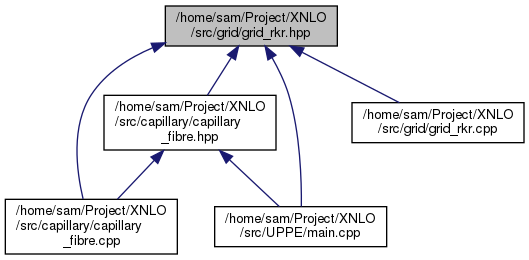 /home/sam/Project/XNLO
/src/grid/grid_rkr.hpp
/home/sam/Project/XNLO
/src/capillary/capillary
_fibre.hpp
/home/sam/Project/XNLO
/src/grid/grid_rkr.cpp
/home/sam/Project/XNLO
/src/capillary/capillary
_fibre.cpp
/home/sam/Project/XNLO
/src/UPPE/main.cpp